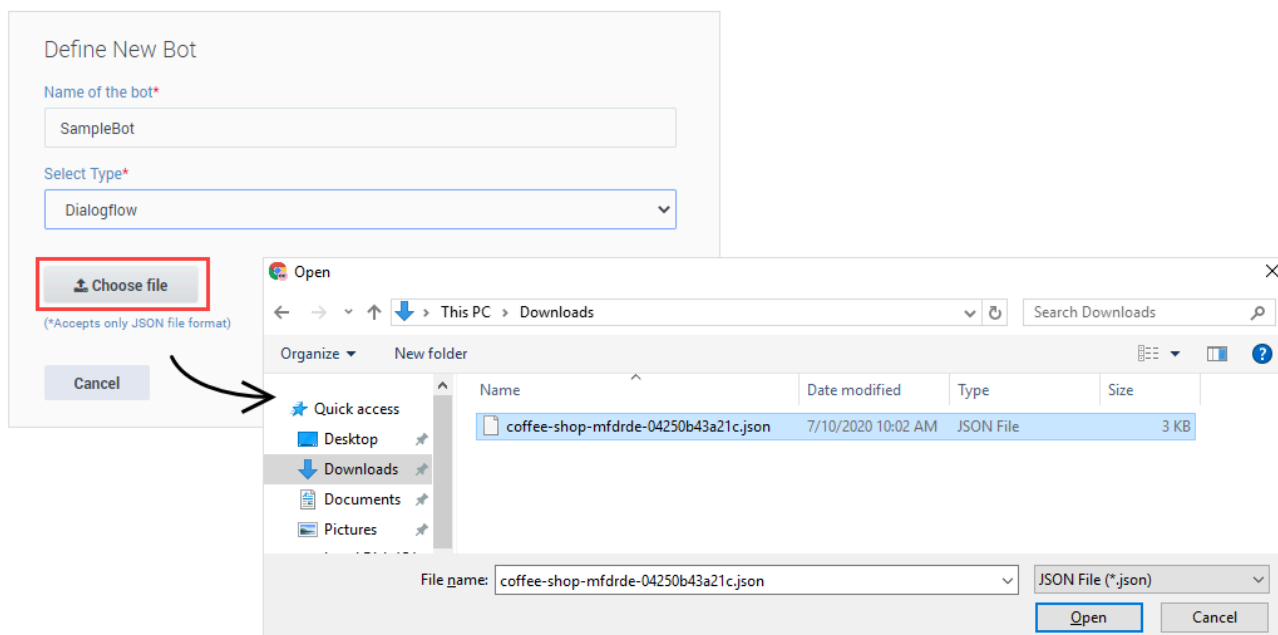 Define New Bot
Name of the bot*
SampleBot
Select Type*
Dialogflow
Choose file
(*Accepts only JSON file format)
Cancel
Open
This PC > Downloads
Search Downloads
Organize
New folder
Name
Date modified
Type
Size
Quick access
Desktop
Downloads
Documents
Pictures
coffee-shop-mfdrde-04250b43a21c.json 7/10/2020 10:02 AM JSON File 3 KB
File name: coffee-shop-mfdrde-04250b43a21c.json
JSON File (*.json)
Open
Cancel